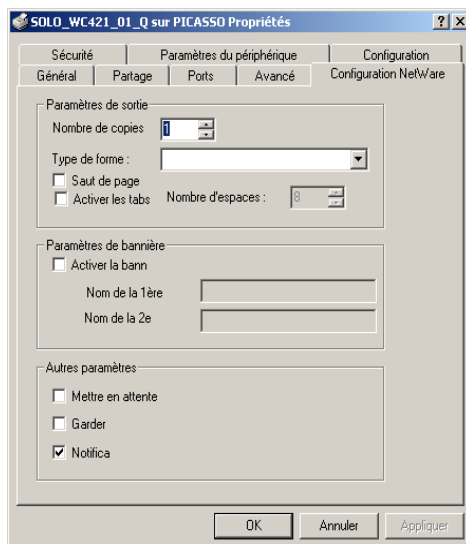 SOLO_WC421_01_Q sur PICASSO Propriétés
Sécurité Paramètres du périphérique Configuration
Général Partage Ports Avancé Configuration NetWare
Paramètres de sortie
Nombre de copies 1
Type de forme :
Saut de page
Activer les tabs Nombre d'espaces : 8
Paramètres de bannière
Activer la bann
Nom de la 1ère
Nom de la 2e
Autres paramètres
Mettre en attente
Garder
Notifica
OK Annuler Appliquer